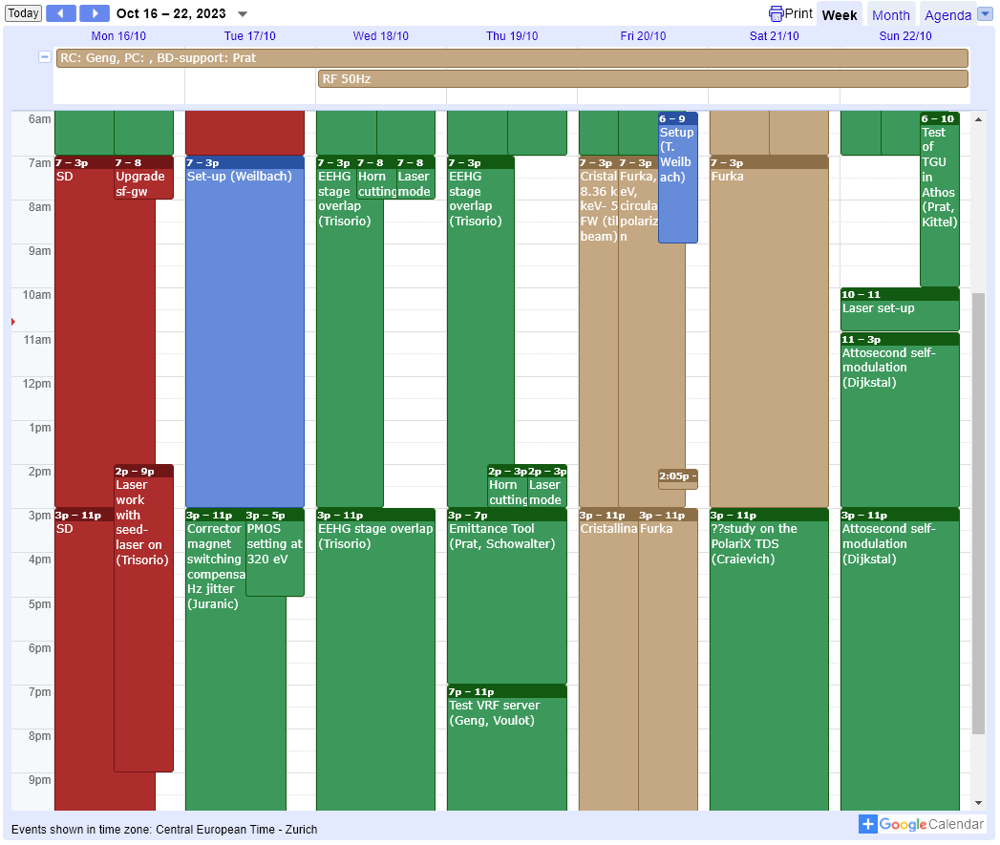 Today Oct 16 – 22, 2023 Print Week Month Agenda
Mon 16/10 Tue 17/10 Wed 18/10 Thu 19/10 Fri 20/10 Sat 21/10 Sun 22/10
RC: Geng, PC: , BD-support: Prat
RF 50Hz
6am
7am
8am
9am
10am
11am
12pm
1pm
2pm
3pm
4pm
5pm
6pm
7pm
8pm
9pm
7 – 3p
SD
7 – 8
Upgrade
sf-gw
2p – 9p
Laser
work
with
seed-
laser on
(Trisorio)
3p – 11p
SD
7 – 3p
Set-up (Weilbach)
3p – 11p
Corrector
magnet
switching
compensa
Hz jitter
(Juranic)
3p – 5p
PMOS
setting at
320 eV
7 – 3p
EEHG
stage
overlap
(Trisorio)
7 – 8
Horn
cutting
7 – 8
Laser
mode
3p – 11p
EEHG stage overlap
(Trisorio)
7 – 3p
EEHG
stage
overlap
(Trisorio)
2p – 3p
Horn
cutting
2p – 3p
Laser
mode
3p – 7p
Emittance Tool
(Prat, Schowalter)
7p – 11p
Test VRF server
(Geng, Voulot)
7 – 3p
Cristal
8.36 k
keV- 5
FW (til
beam)
7 – 3p
Furka,
eV,
circula
polariz
n
6 – 9
Setup
(T.
Weilb
ach)
2:05p –
3p – 11p
Cristallina
3p – 11p
Furka
7 – 3p
Furka
3p – 11p
??study on the
PolariX TDS
(Craievich)
6 – 10
Test
of
TGU
in
Athos
(Prat,
Kittel)
10 – 11
Laser set-up
11 – 3p
Attosecond self-
modulation
(Dijkstal)
3p – 11p
Attosecond self-
modulation
(Dijkstal)
Events shown in time zone: Central European Time - Zurich
Google Calendar